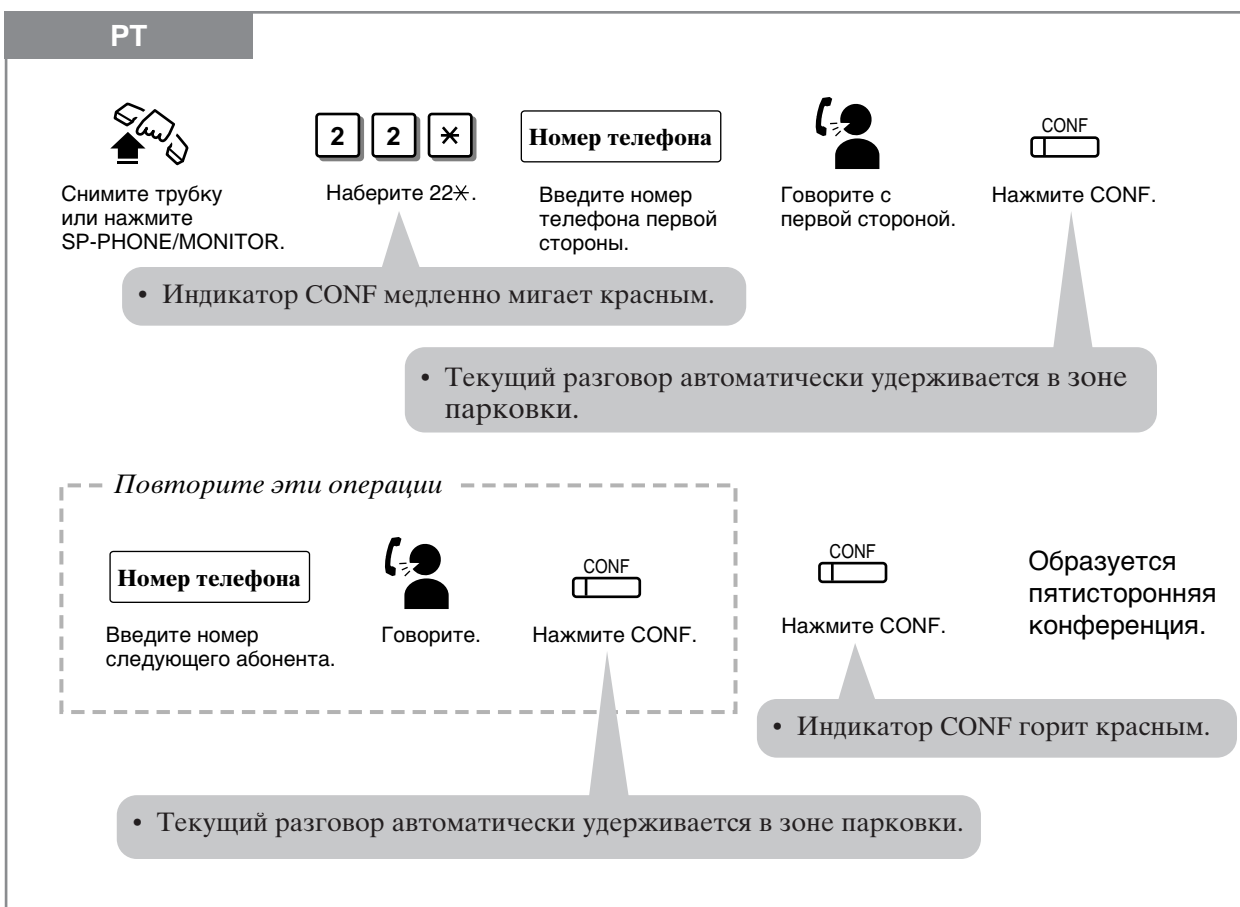 PT
2 2 ✳ Номер телефона CONF
Снимите трубку
или нажмите
SP-PHONE/MONITOR.
Наберите 22✳.
Введите номер
телефона первой
стороны.
Говорите с
первой стороной.
Нажмите CONF.
• Индикатор CONF медленно мигает красным.
• Текущий разговор автоматически удерживается в зоне
парковки.
Повторите эти операции
Номер телефона
Введите номер
следующего абонента.
Говорите.
CONF
Нажмите CONF.
CONF
Нажмите CONF.
Образуется
пятисторонняя
конференция.
• Индикатор CONF горит красным.
• Текущий разговор автоматически удерживается в зоне парковки.